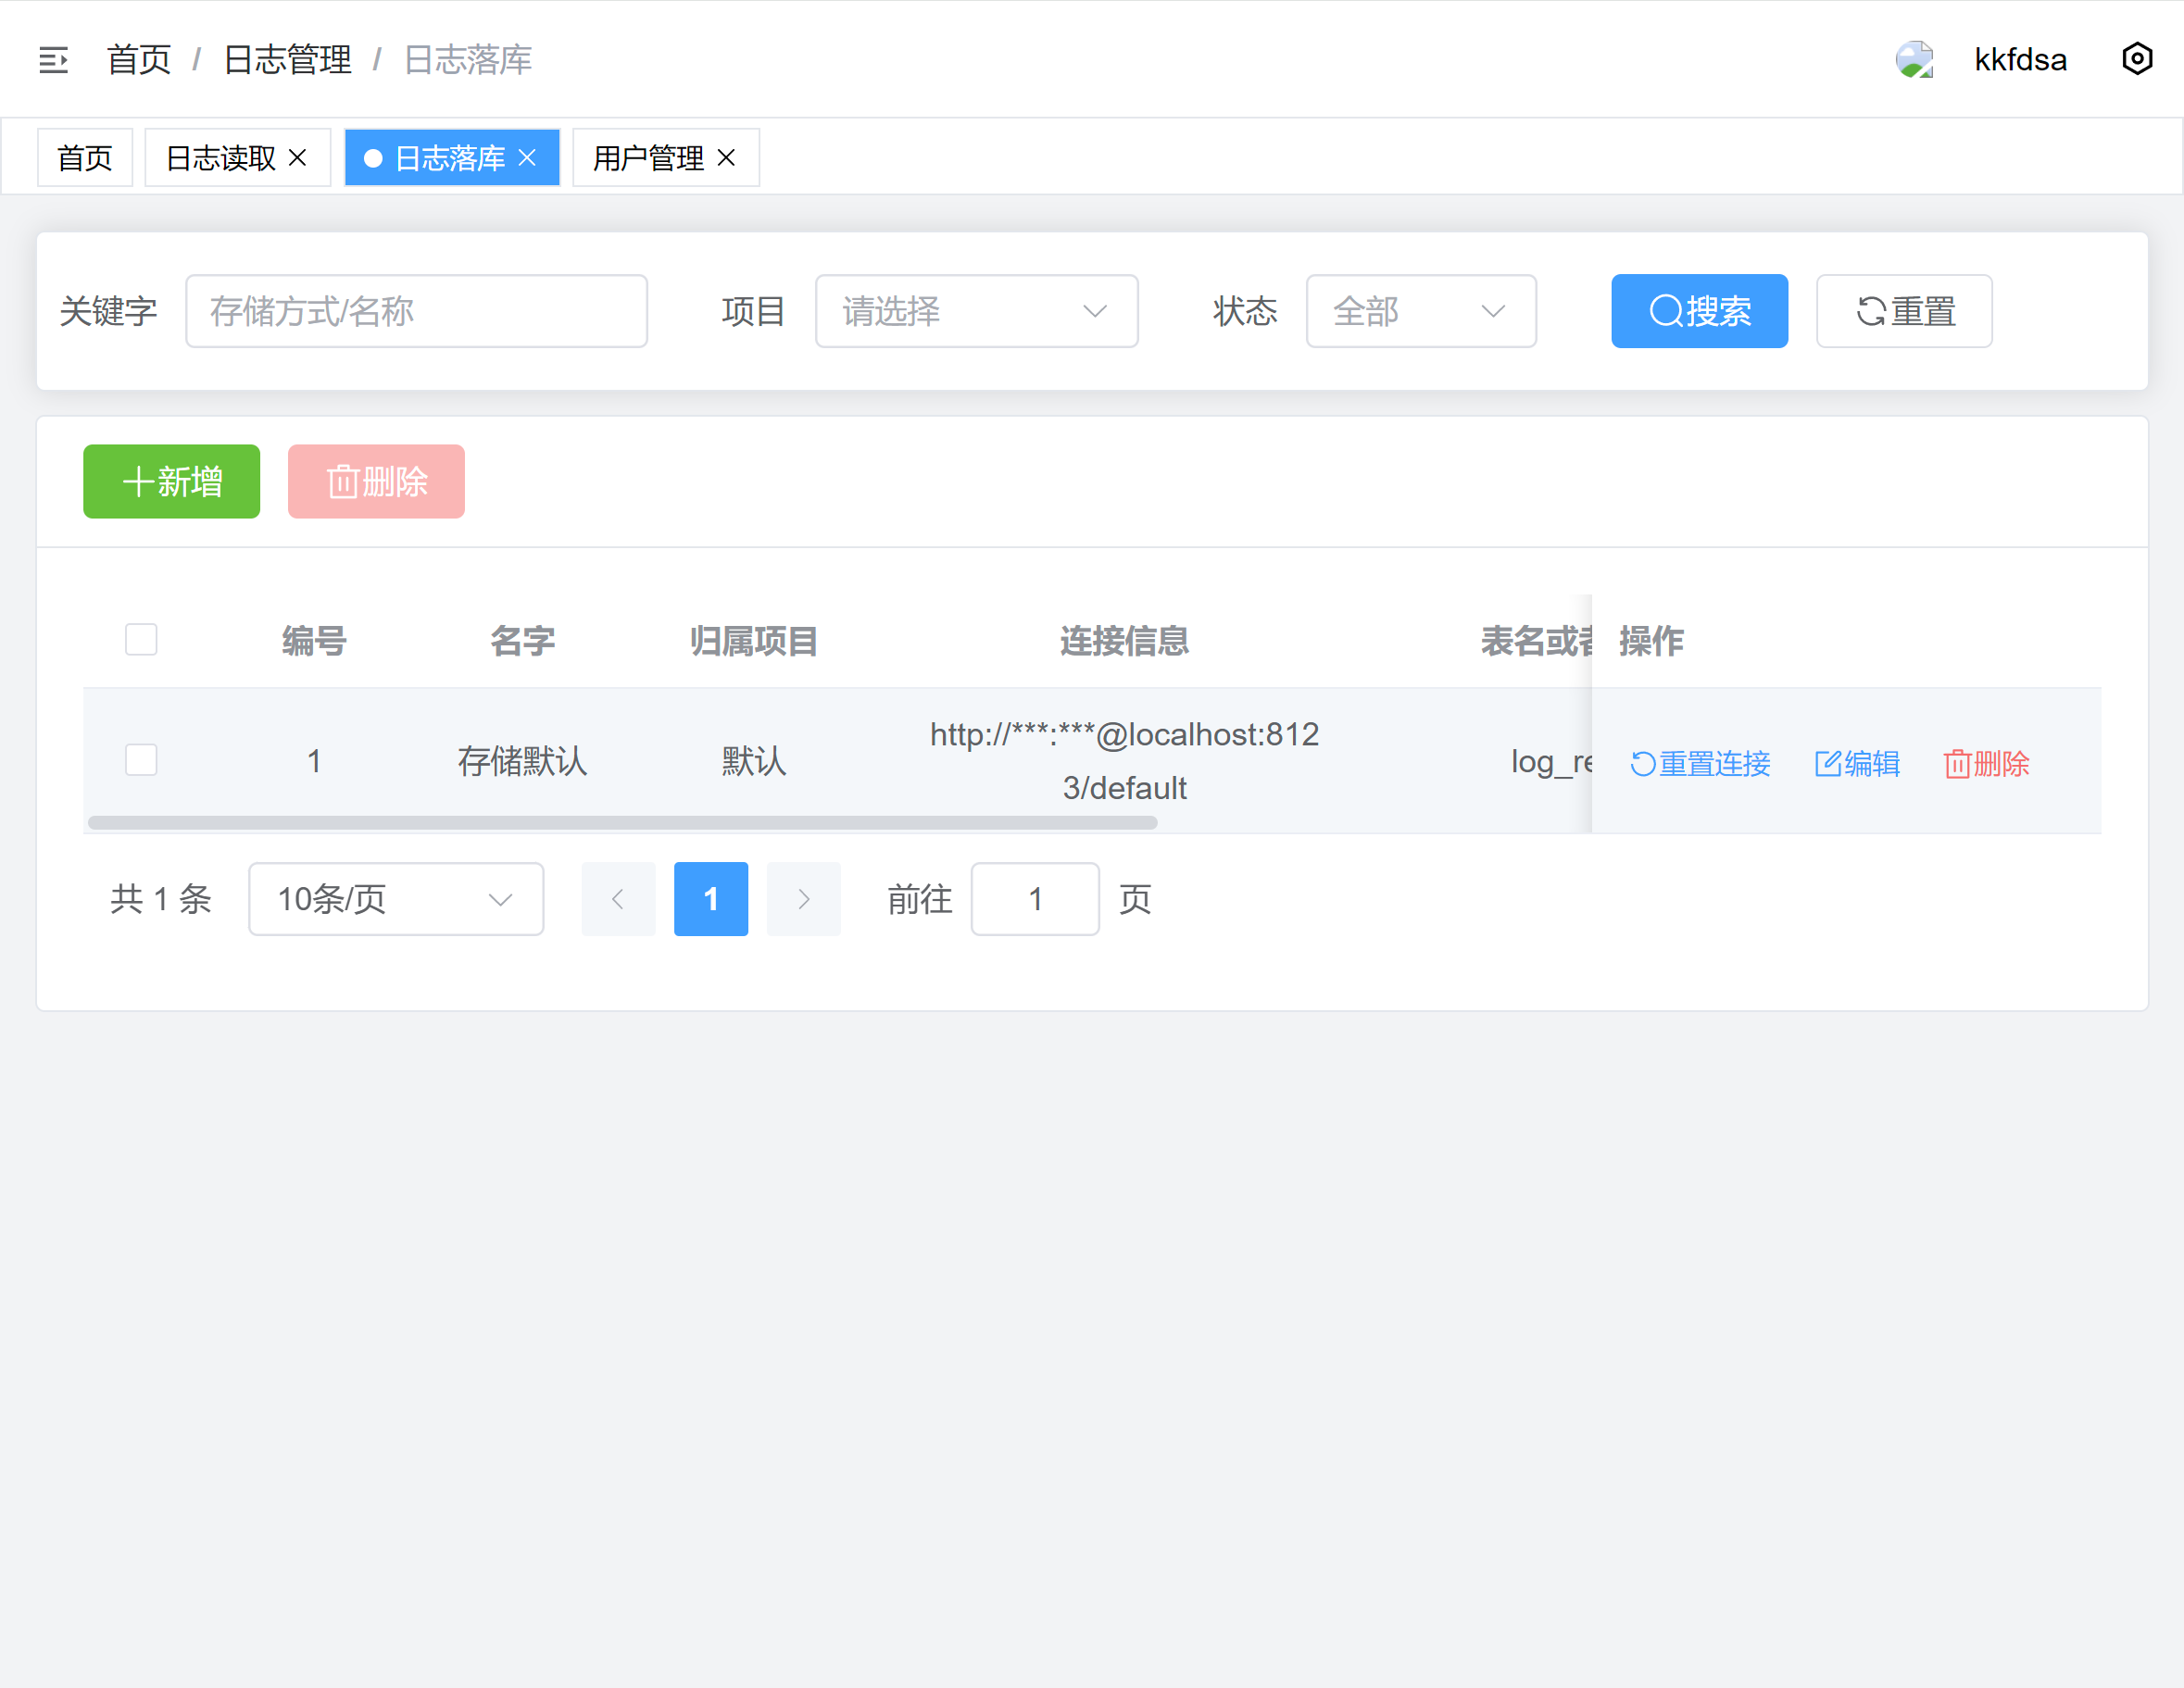 首页 / 日志管理 / 日志落库
kkfdsa
首页
日志读取
日志落库
用户管理
关键字 存储方式/名称 项目 请选择 状态 全部 搜索 重置
新增 删除
编号 名字 归属项目 连接信息 表名或 操作
1 存储默认 默认 http://***:***@localhost:812
3/default
log_re 重置连接 编辑 删除
共 1 条 10条/页 1 前往 1 页